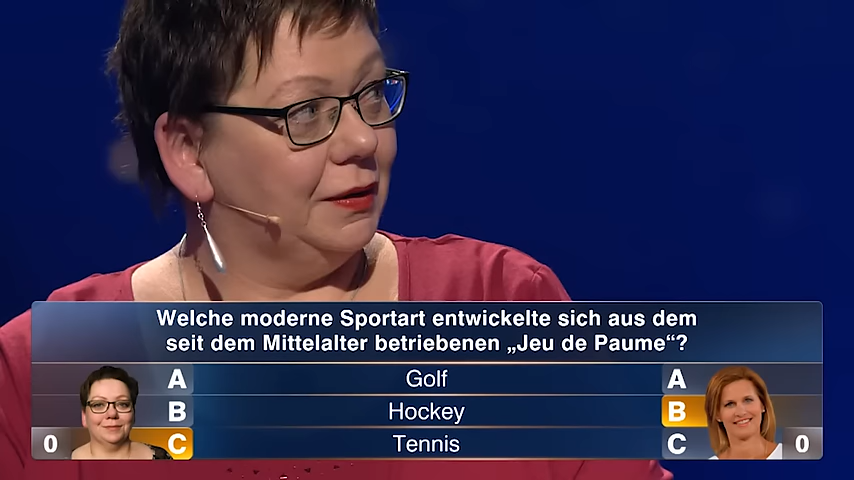 Welche moderne Sportart entwickelte sich aus dem
seit dem Mittelalter betriebenen „Jeu de Paume“?
A Golf A
B Hockey B
0 C Tennis C 0